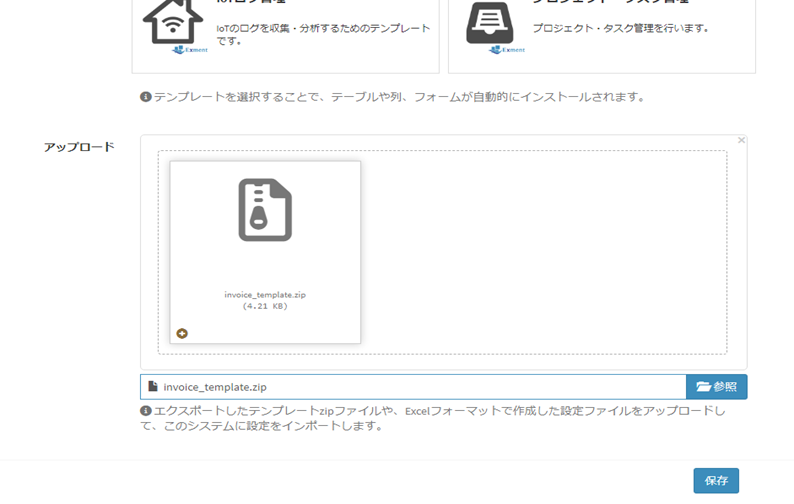 IoTのログを収集・分析するためのテンプレート
です。
Exment
プロジェクト・タスク管理を行います。
Exment
テンプレートを選択することで、テーブルや列、フォームが自動的にインストールされます。
アップロード
×
invoice_template.zip
(4.21 KB)
invoice_template.zip
参照
エクスポートしたテンプレートzipファイルや、Excelフォーマットで作成した設定ファイルをアップロードし
て、このシステムに設定をインポートします。
保存